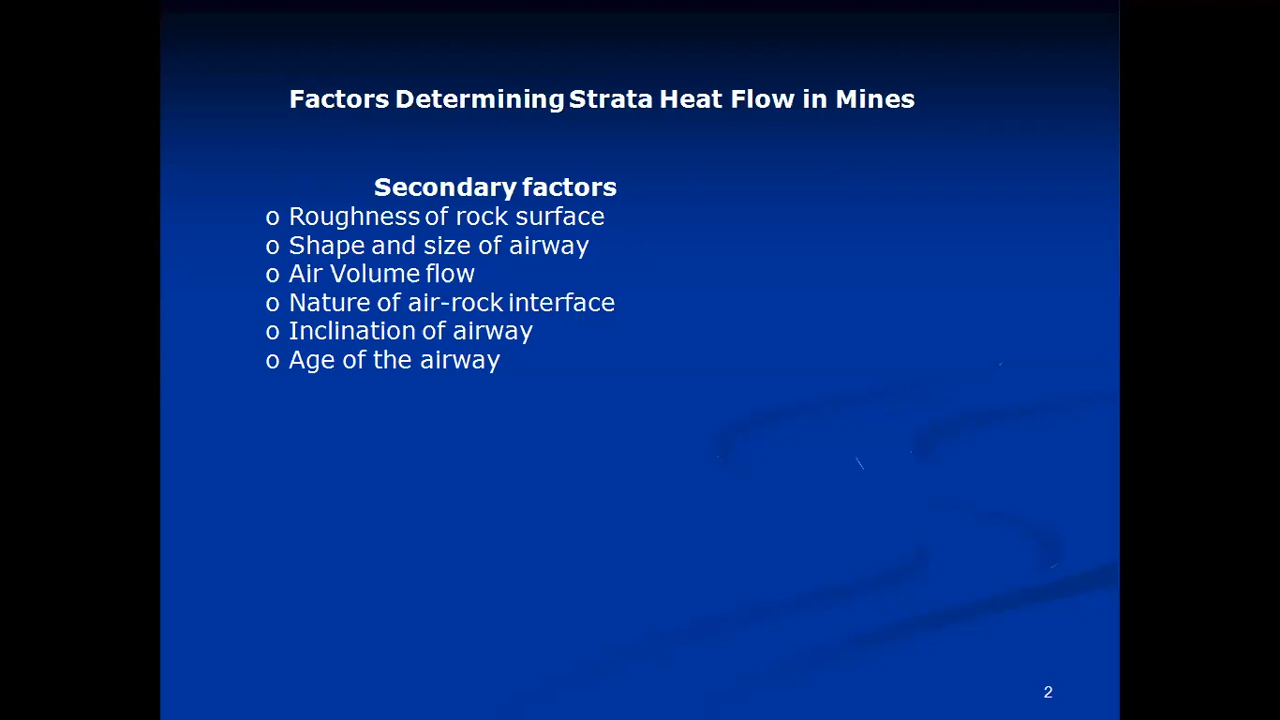 Factors Determining Strata Heat Flow in Mines
Secondary factors
o Roughness of rock surface
o Shape and size of airway
o Air Volume flow
o Nature of air-rock interface
o Inclination of airway
o Age of the airway
2